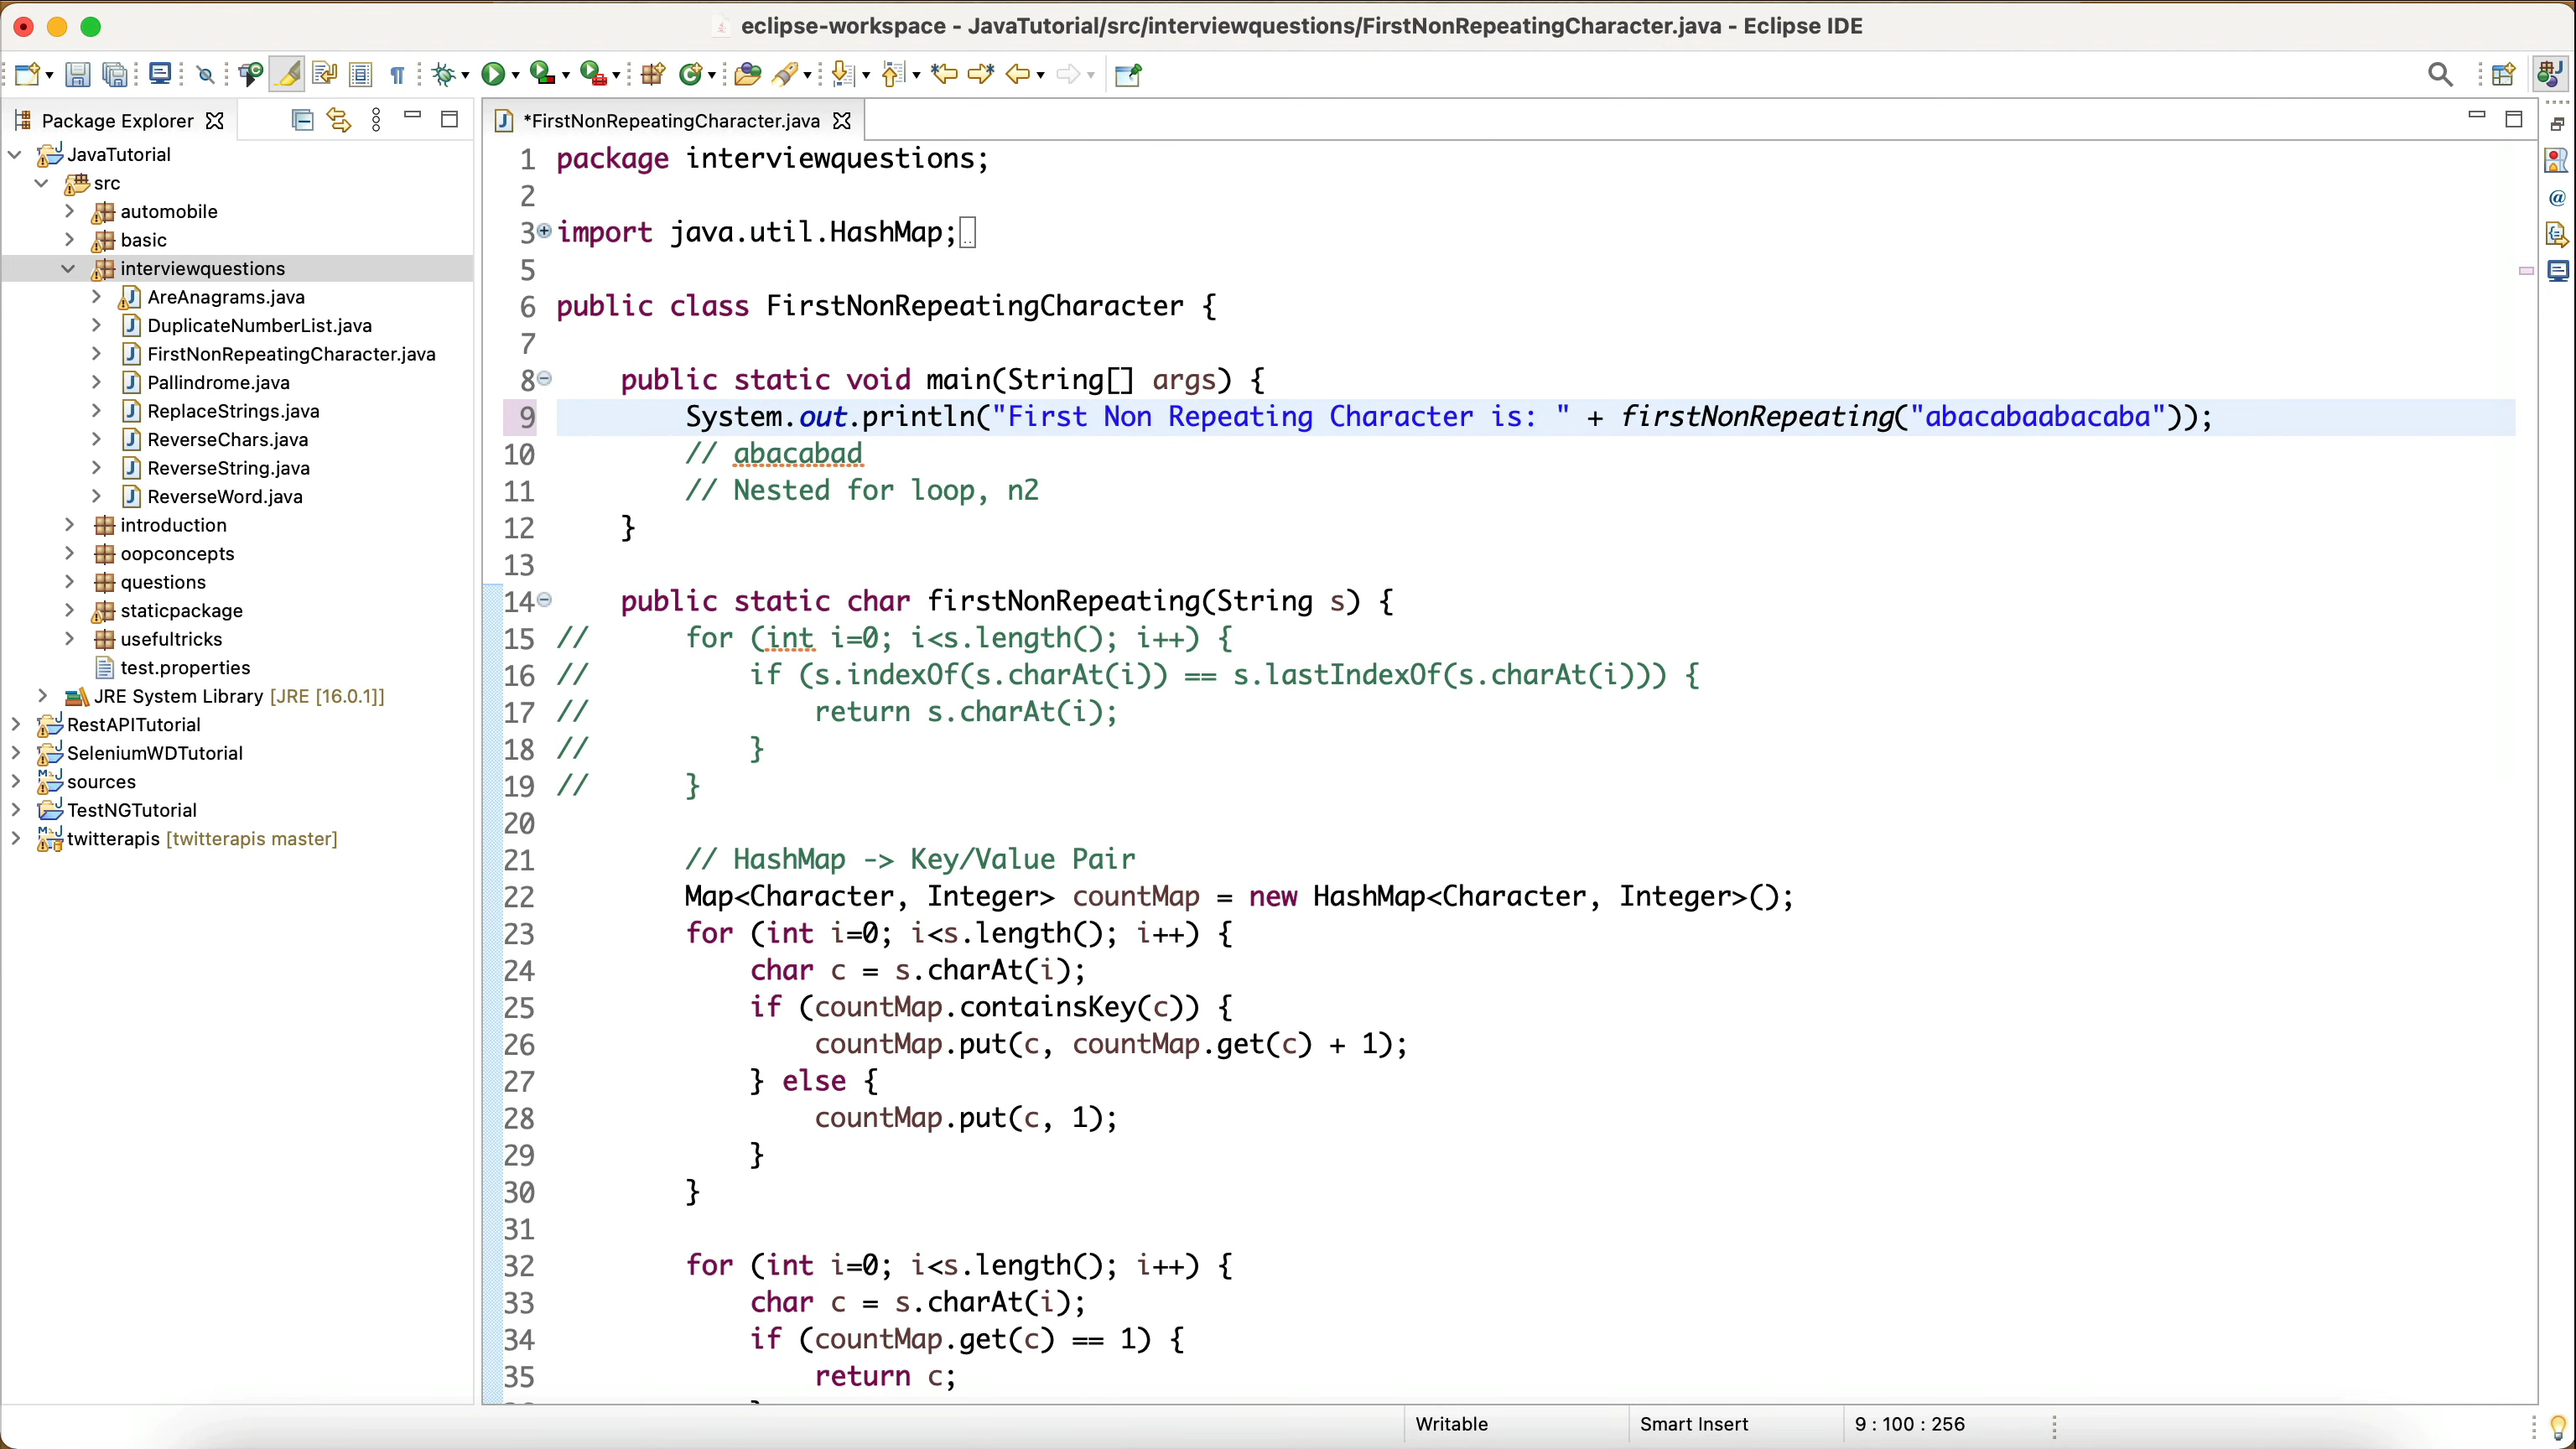 eclipse-workspace - JavaTutorial/src/interviewquestions/FirstNonRepeatingCharacter.java - Eclipse IDE
Package Explorer
JavaTutorial
src
automobile
basic
interviewquestions
AreAnagrams.java
DuplicateNumberList.java
FirstNonRepeatingCharacter.java
Pallindrome.java
ReplaceStrings.java
ReverseChars.java
ReverseString.java
ReverseWord.java
introduction
oopconcepts
questions
staticpackage
usefultricks
test.properties
JRE System Library [JRE [16.0.1]]
RestAPITutorial
SeleniumWDTutorial
sources
TestNGTutorial
twitterapis [twitterapis master]
*FirstNonRepeatingCharacter.java
1 package interviewquestions;
2
3 import java.util.HashMap;
5
6 public class FirstNonRepeatingCharacter {
7
8 public static void main(String[] args) {
9 System.out.println("First Non Repeating Character is: " + firstNonRepeating("abacabaabacaba"));
10 // abacabad
11 // Nested for loop, n2
12 }
13
14 public static char firstNonRepeating(String s) {
15 // for (int i=0; i<s.length(); i++) {
16 // if (s.indexOf(s.charAt(i)) == s.lastIndexOf(s.charAt(i))) {
17 // return s.charAt(i);
18 // }
19 // }
20
21 // HashMap -> Key/Value Pair
22 Map<Character, Integer> countMap = new HashMap<Character, Integer>();
23 for (int i=0; i<s.length(); i++) {
24 char c = s.charAt(i);
25 if (countMap.containsKey(c)) {
26 countMap.put(c, countMap.get(c) + 1);
27 } else {
28 countMap.put(c, 1);
29 }
30 }
31
32 for (int i=0; i<s.length(); i++) {
33 char c = s.charAt(i);
34 if (countMap.get(c) == 1) {
35 return c;
Writable
Smart Insert
9 : 100 : 256